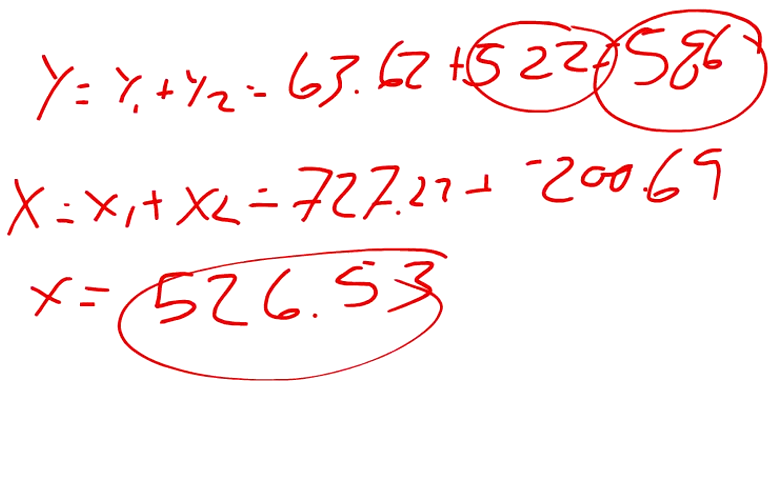 y = y₁ + y₂ = 63.62 + 522 = 586
x = x₁ + x₂ = 727.22 + -200.69
x = 526.53